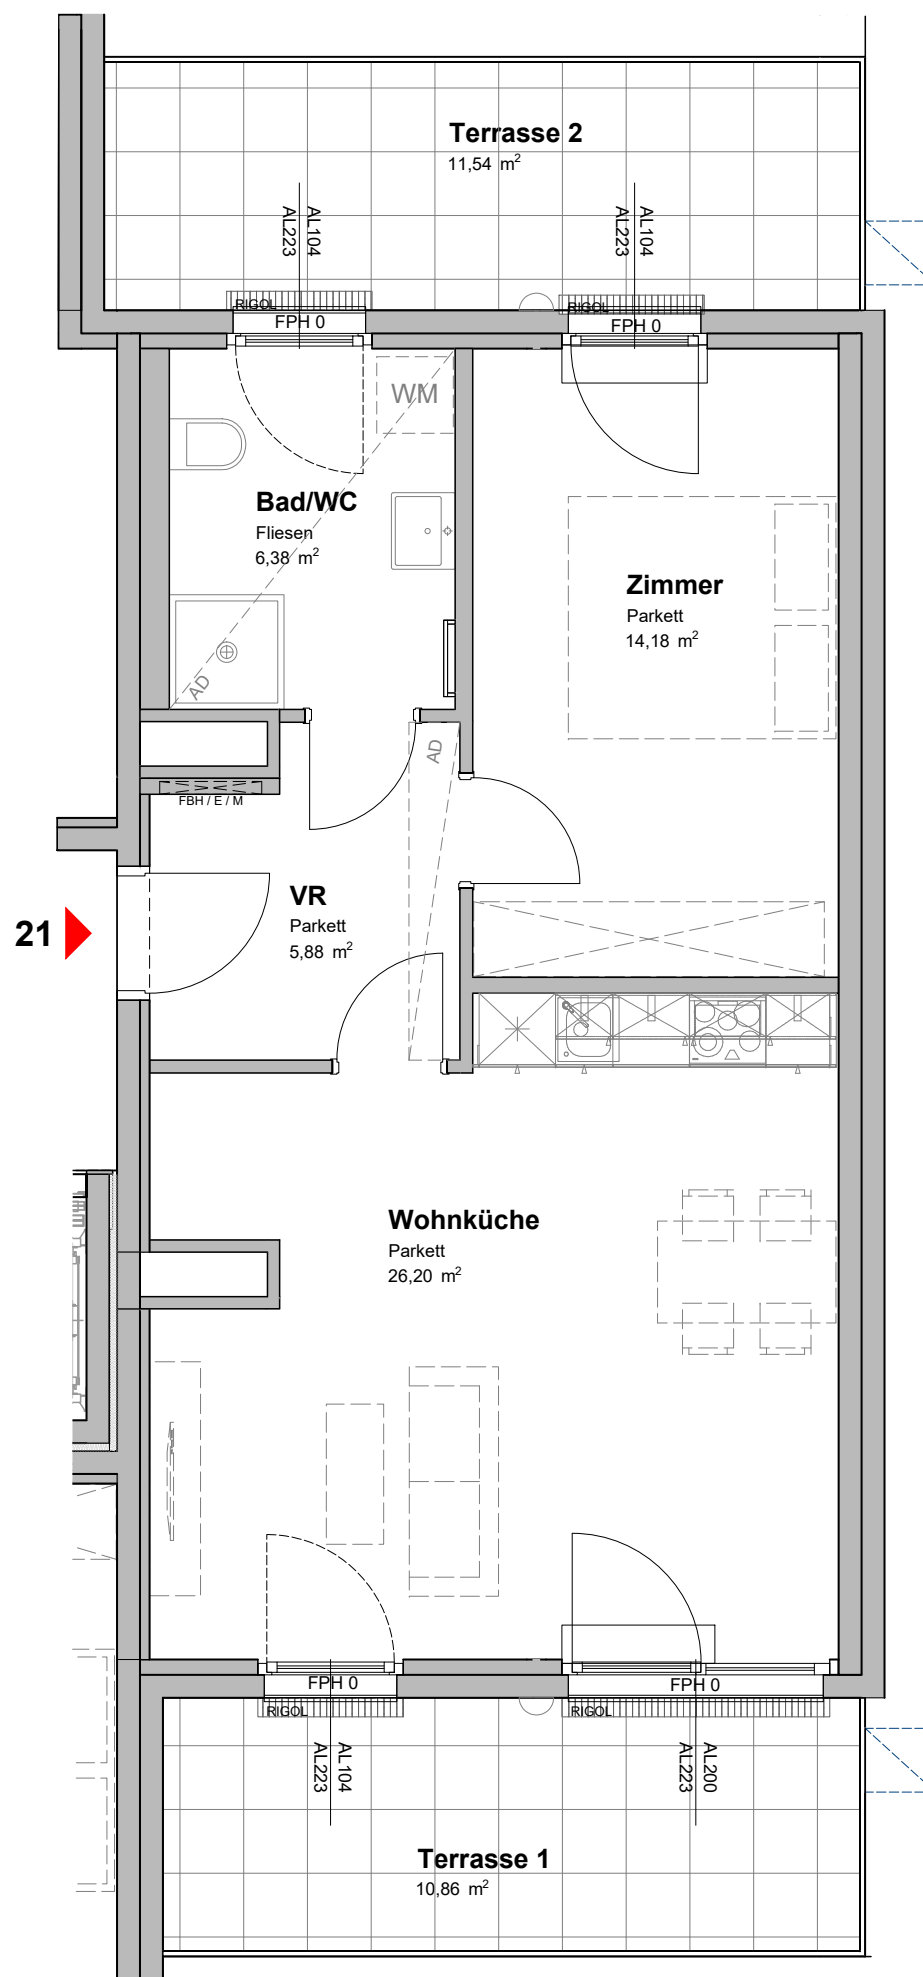 Terrasse 2
11,54 m²
AL104
AL223
AL104
AL223
RIGOL
RIGOL
FPH 0
FPH 0
WM
Bad/WC
Fliesen
6,38 m²
Zimmer
Parkett
14,18 m²
AD
AD
FBH / E / M
VR
Parkett
5,88 m²
21
Wohnküche
Parkett
26,20 m²
FPH 0
FPH 0
RIGOL
RIGOL
AL104
AL223
AL200
AL223
Terrasse 1
10,86 m²